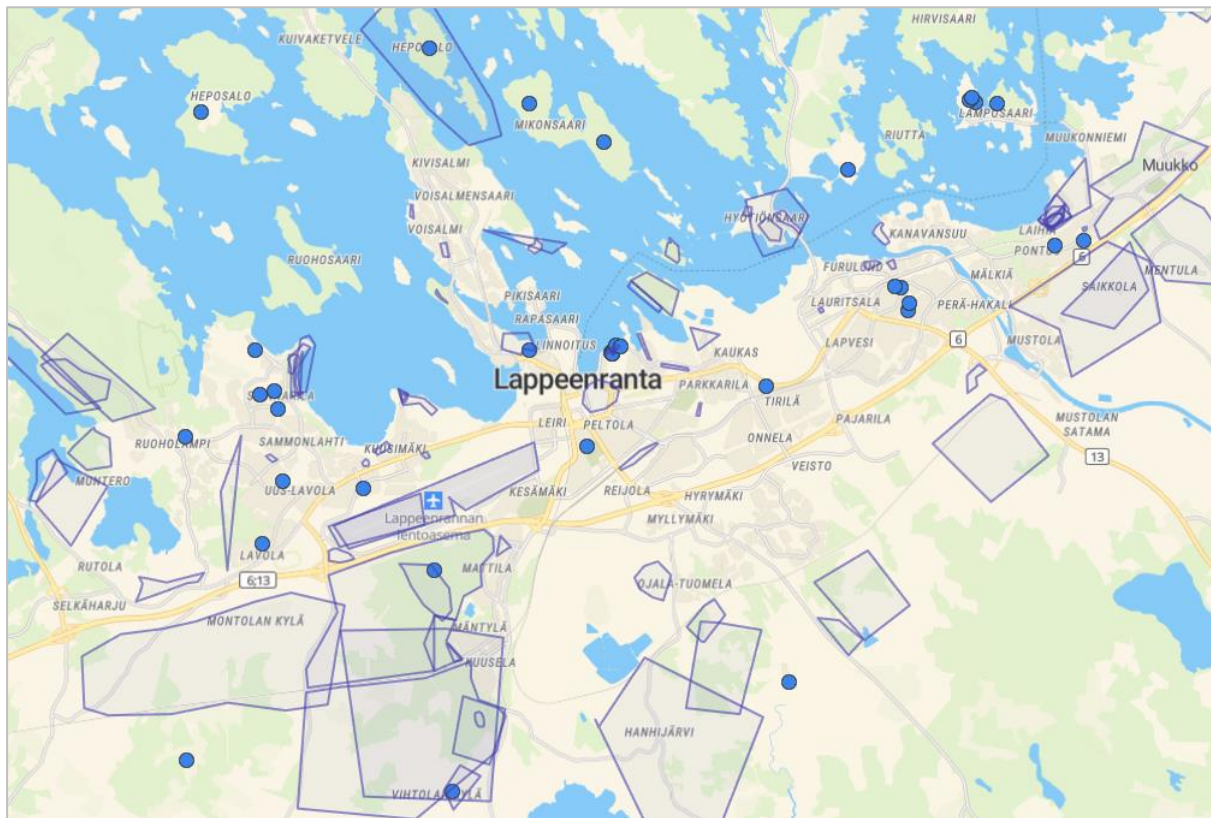 HIRVISAARI
KUIVAKETVELE
HEPOSALO
HEPOSALO
MIKONSAARI
LAMPOSAARI
RIUTTA
MUUKONNIEMI
KIVISALMI
Muukko
VOISALMENSAARI
VOISALMI
KANAVANSUU
LAIHIA
PONTUS
6
RUOHOSAARI
FURULUND
MÄLKIÄ
MENTULA
SAIKKOLA
PIKISAARI
LAURITSALA
PERÄ-HAKALI
RAPASAARI
LINNOITUS
LAPVESI
6
MUSTOLA
KAUKAS
Lappeenranta
PARKKARILA
TIRILÄ
LEIRI
PELTOLA
PAJARILA
MUSTOLAN
SATAMA
RUOHOLAMPI
SAMMONLAHTI
KUUSIMÄKI
ONNELA
13
VEISTO
MUNTERO
UUS-LAVOLA
KESÄMÄKI
REIJOLA
HYRYMÄKI
Lappeenrannan
lentoasema
MYLLYMÄKI
LAVOLA
RUTOLA
MATTILA
6;13
OJALA-TUOMELA
SELKÄHARJU
MONTOLAN KYLÄ
MÄNTYLÄ
KUUSELA
HANHIJÄRVI